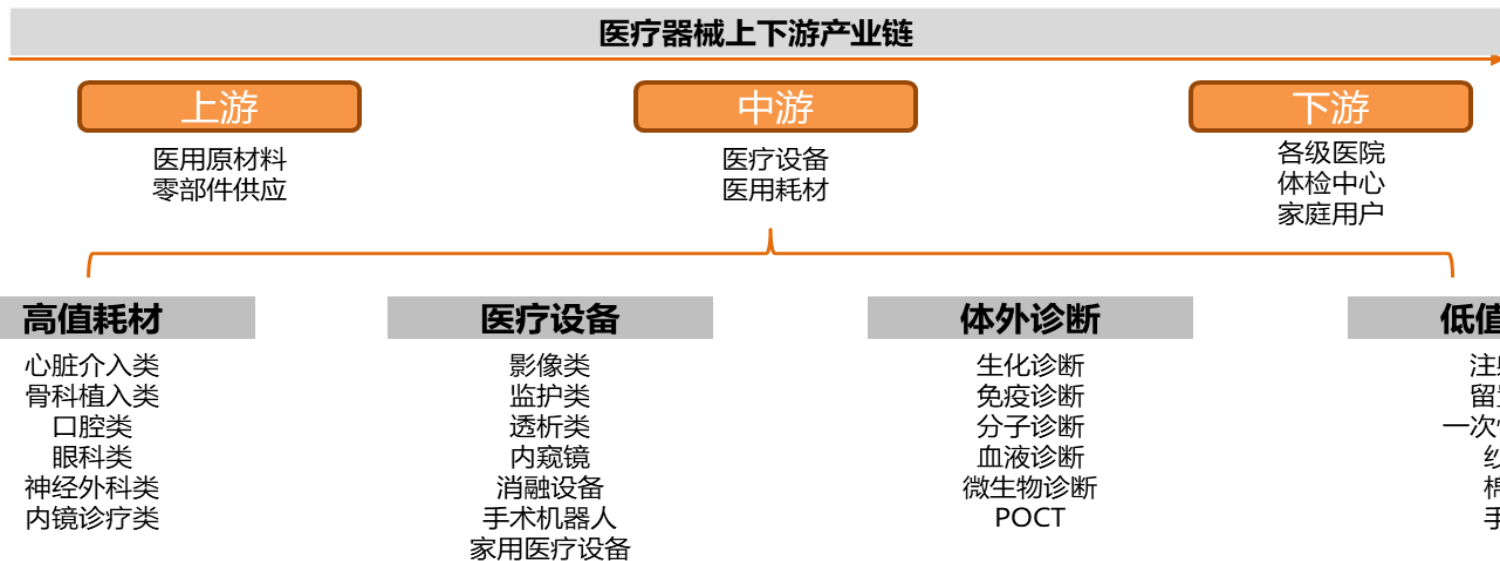 医疗器械上下游产业链
上游
中游
下游
医用原材料
零部件供应
医疗设备
医用耗材
各级医院
体检中心
家庭用户
高值耗材
心脏介入类
骨科植入类
口腔类
眼科类
神经外科类
内镜诊疗类
医疗设备
影像类
监护类
透析类
内窥镜
消融设备
手术机器人
家用医疗设备
体外诊断
生化诊断
免疫诊断
分子诊断
血液诊断
微生物诊断
POCT
低值
注
留
一次
手